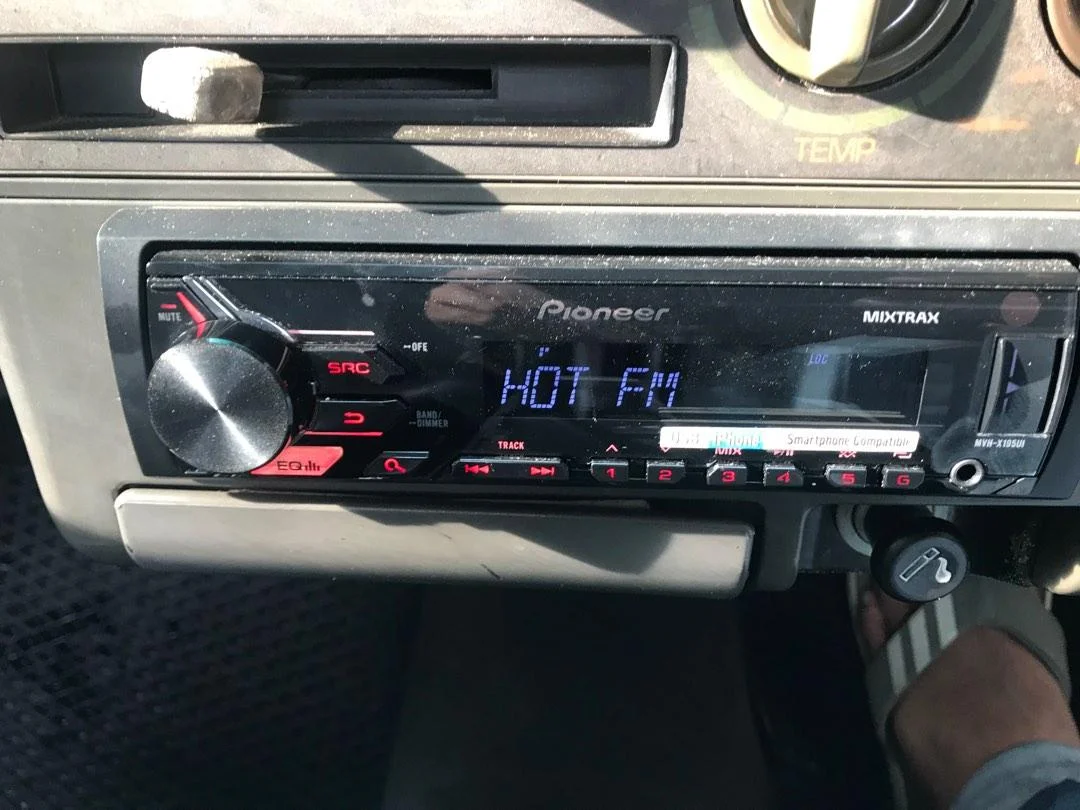 TEMP
Pioneer
MIXTRAX
MUTE
OFF
SRC
LOC
HOT FM
BAND/
DIMMER
iPhone
Smartphone Compatible
MVH-X105UI
TRACK
EQ
MIX
1 2 3 4 5 6